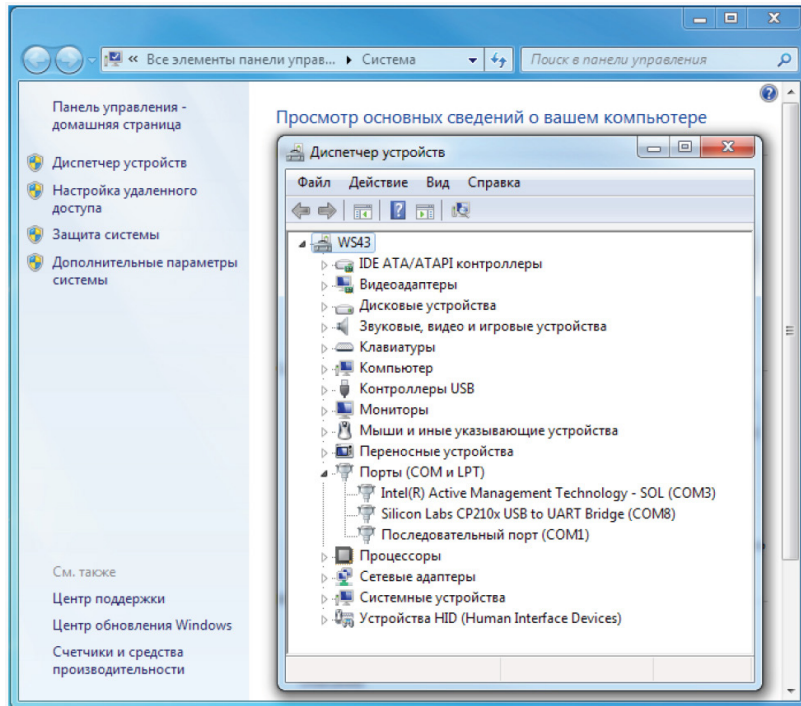 « Все элементы панели управ... ▸ Система
Поиск в панели управления
Панель управления -
домашняя страница
Диспетчер устройств
Настройка удаленного
доступа
Защита системы
Дополнительные параметры
системы
См. также
Центр поддержки
Центр обновления Windows
Счетчики и средства
производительности
Просмотр основных сведений о вашем компьютере
Диспетчер устройств
Файл Действие Вид Справка
WS43
IDE ATA/ATAPI контроллеры
Видеоадаптеры
Дисковые устройства
Звуковые, видео и игровые устройства
Клавиатуры
Компьютер
Контроллеры USB
Мониторы
Мыши и иные указывающие устройства
Переносные устройства
Порты (COM и LPT)
Intel(R) Active Management Technology - SOL (COM3)
Silicon Labs CP210x USB to UART Bridge (COM8)
Последовательный порт (COM1)
Процессоры
Сетевые адаптеры
Системные устройства
Устройства HID (Human Interface Devices)